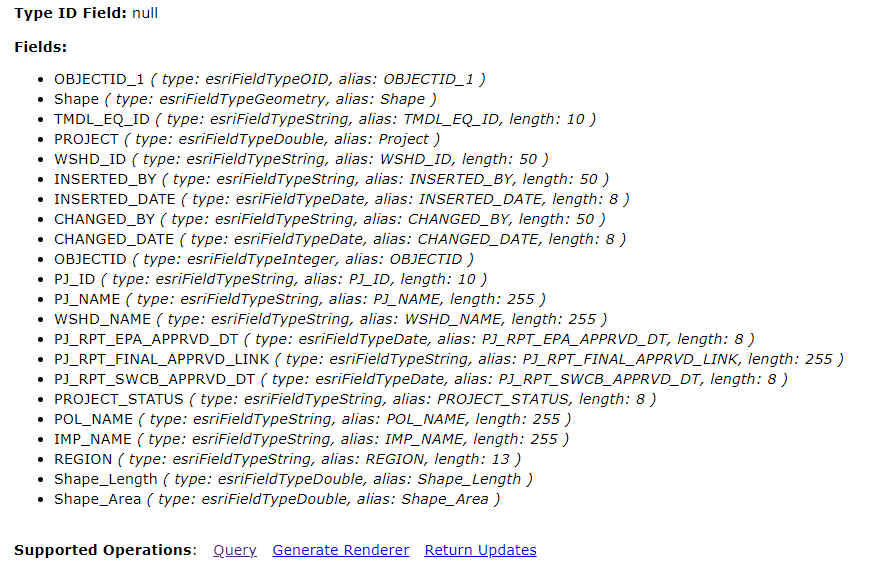 Type ID Field: null
Fields:
• OBJECTID_1 ( type: esriFieldTypeOID, alias: OBJECTID_1 )
• Shape ( type: esriFieldTypeGeometry, alias: Shape )
• TMDL_EQ_ID ( type: esriFieldTypeString, alias: TMDL_EQ_ID, length: 10 )
• PROJECT ( type: esriFieldTypeDouble, alias: Project )
• WSHD_ID ( type: esriFieldTypeString, alias: WSHD_ID, length: 50 )
• INSERTED_BY ( type: esriFieldTypeString, alias: INSERTED_BY, length: 50 )
• INSERTED_DATE ( type: esriFieldTypeDate, alias: INSERTED_DATE, length: 8 )
• CHANGED_BY ( type: esriFieldTypeString, alias: CHANGED_BY, length: 50 )
• CHANGED_DATE ( type: esriFieldTypeDate, alias: CHANGED_DATE, length: 8 )
• OBJECTID ( type: esriFieldTypeInteger, alias: OBJECTID )
• PJ_ID ( type: esriFieldTypeString, alias: PJ_ID, length: 10 )
• PJ_NAME ( type: esriFieldTypeString, alias: PJ_NAME, length: 255 )
• WSHD_NAME ( type: esriFieldTypeString, alias: WSHD_NAME, length: 255 )
• PJ_RPT_EPA_APPRVD_DT ( type: esriFieldTypeDate, alias: PJ_RPT_EPA_APPRVD_DT, length: 8 )
• PJ_RPT_FINAL_APPRVD_LINK ( type: esriFieldTypeString, alias: PJ_RPT_FINAL_APPRVD_LINK, length: 255 )
• PJ_RPT_SWCB_APPRVD_DT ( type: esriFieldTypeDate, alias: PJ_RPT_SWCB_APPRVD_DT, length: 8 )
• PROJECT_STATUS ( type: esriFieldTypeString, alias: PROJECT_STATUS, length: 8 )
• POL_NAME ( type: esriFieldTypeString, alias: POL_NAME, length: 255 )
• IMP_NAME ( type: esriFieldTypeString, alias: IMP_NAME, length: 255 )
• REGION ( type: esriFieldTypeString, alias: REGION, length: 13 )
• Shape_Length ( type: esriFieldTypeDouble, alias: Shape_Length )
• Shape_Area ( type: esriFieldTypeDouble, alias: Shape_Area )
Supported Operations: Query Generate Renderer Return Updates